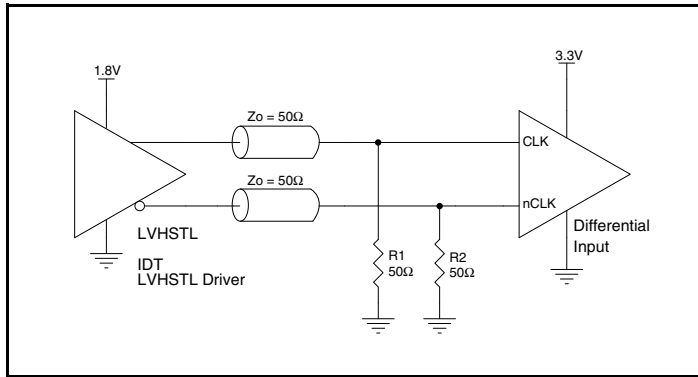 1.8V
3.3V
Zo = 50Ω
CLK
Zo = 50Ω
nCLK
LVHSTL
IDT
LVHSTL Driver
R1
50Ω
R2
50Ω
Differential
Input